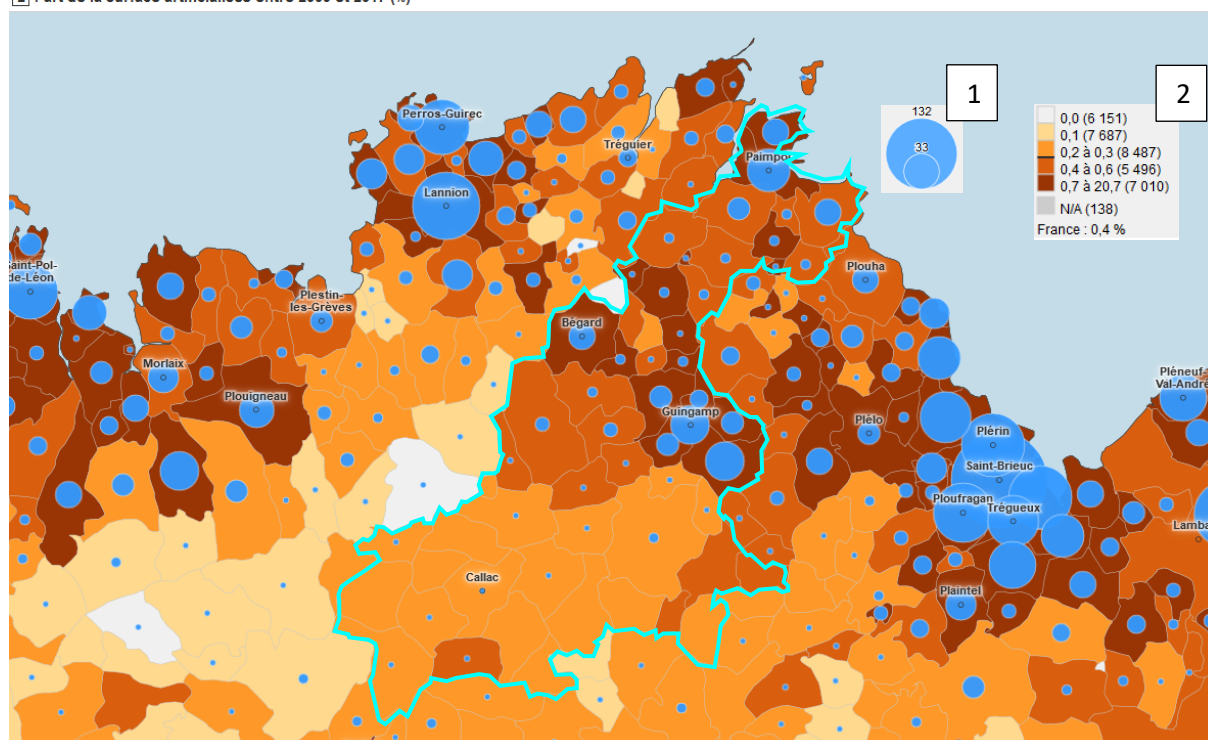 Part de la surface artificialisée entre et (%)
1
132
33
2
0,0 (6 151)
0,1 (7 687)
0,2 à 0,3 (8 487)
0,4 à 0,6 (5 496)
0,7 à 20,7 (7 010)
N/A (138)
France : 0,4 %
Perros-Guirec
Tréguier
Paimpol
Lannion
Saint-Pol-
de-Léon
Plouha
Plestin-
les-Grèves
Bégard
Morlaix
Plouigneau
Pléneuf-
Val-André
Guingamp
Plélo
Plérin
Saint-Brieuc
Ploufragan
Trégueux
Lamba
Callac
Plaintel